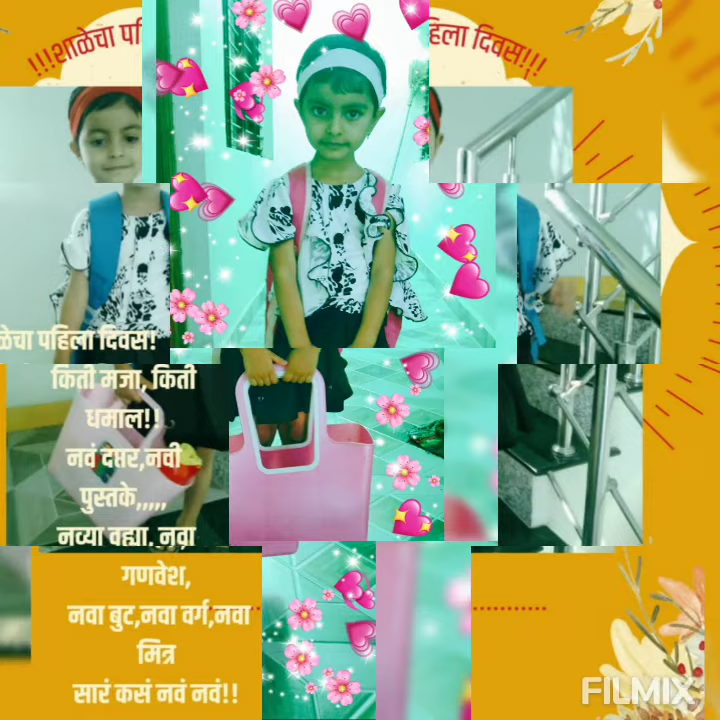 !!!शाळेचा पहिला दिवस!!!
ळेचा पहिला दिवस!
किती मजा, किती
धमाल!!
नवं दप्तर,नवी
पुस्तके,,,,,
नव्या वह्या, नवा
गणवेश,
नवा बुट,नवा वर्ग,नवा
मित्र
सारं कसं नवं नवं!!
FILMIX